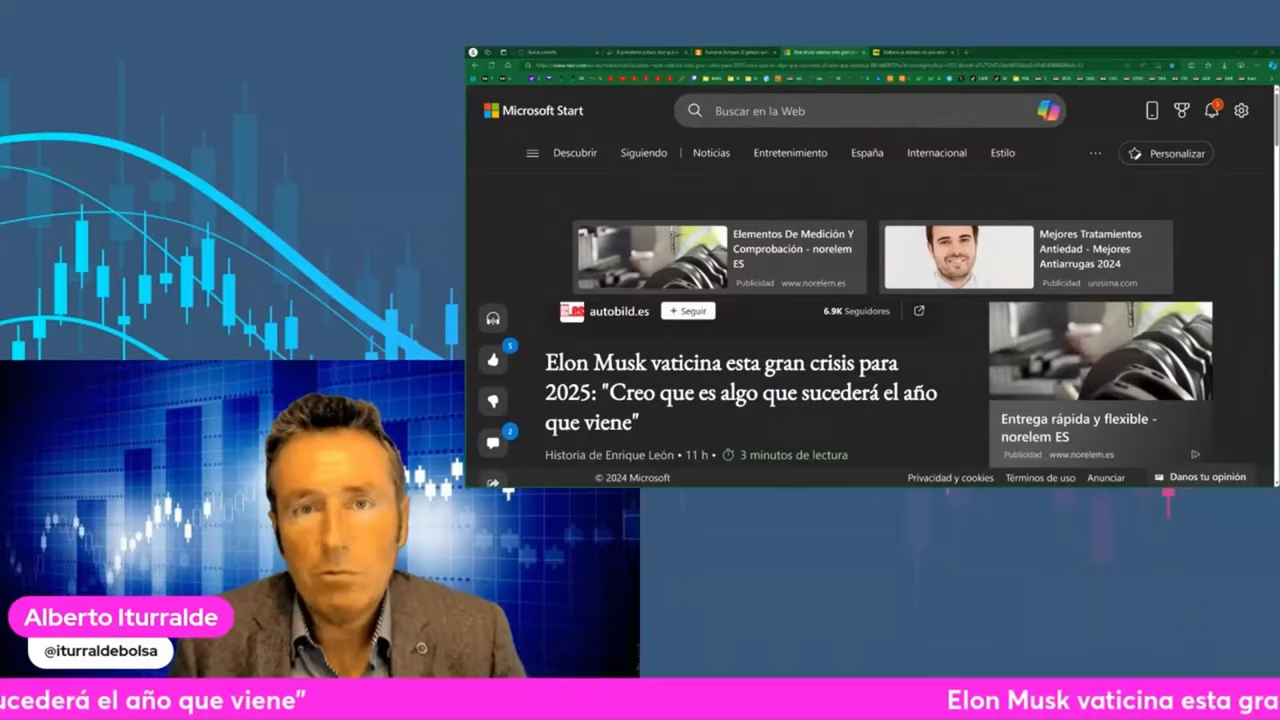 Microsoft Start
Buscar en la Web
1
Descubrir
Siguiendo
Noticias
Entretenimiento
España
Internacional
Estilo
Personalizar
Elementos De Medición Y
Comprobación - norelem
ES
Publicidad www.norelem.es
Mejores Tratamientos
Antiedad - Mejores
Antiarrugas 2024
Publicidad unisima.com
autobild.es
+ Seguir
6.9K Seguidores
5
Elon Musk vaticina esta gran crisis para
2025: "Creo que es algo que sucederá el año
que viene"
2
Historia de Enrique León • 11 h • 3 minutos de lectura
Entrega rápida y flexible -
norelem ES
Publicidad www.norelem.es
© 2024 Microsoft
Privacidad y cookies
Términos de uso
Anunciar
Danos tu opinión
Alberto Iturralde
@iturraldebolsa
ucederá el año que viene”
Elon Musk vaticina esta gra